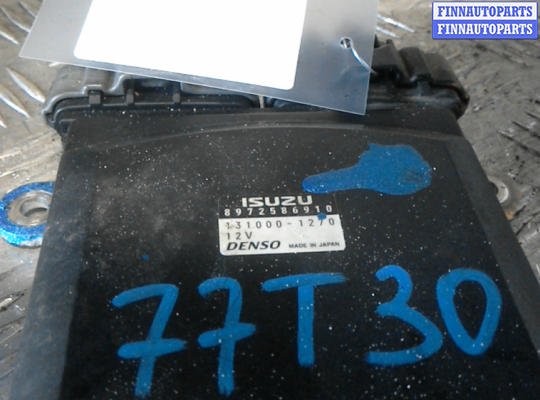 FINNAUTOPARTS
FINNAUTOPARTS
ISUZU
8972586910
131000-1270
12V
DENSO MADE IN JAPAN
77T30